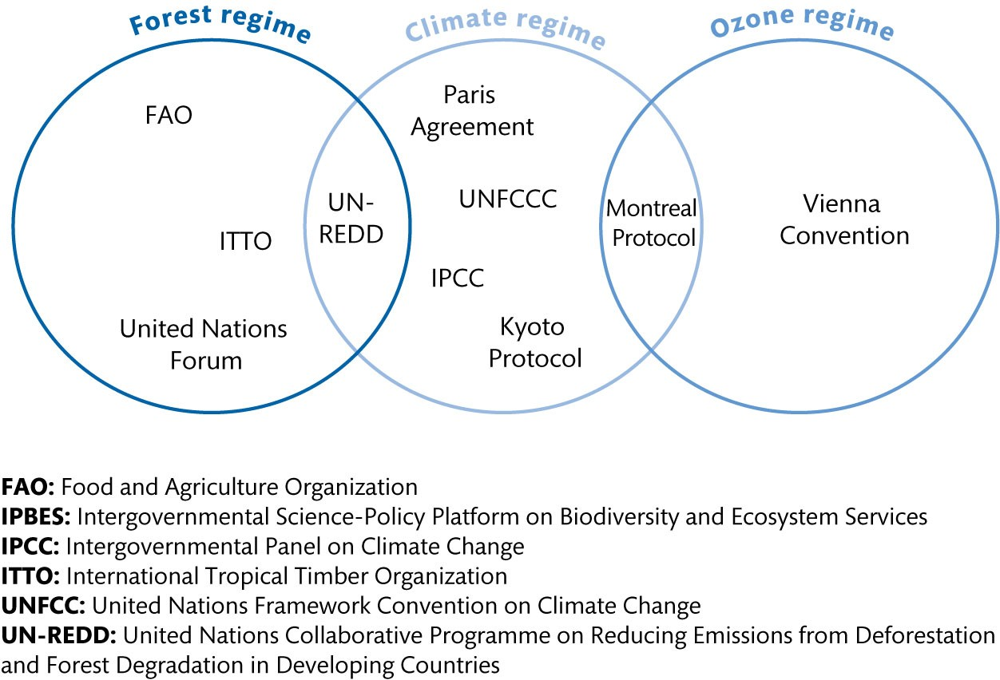 Forest regime
Climate regime
Ozone regime
FAO
ITTO
United Nations
Forum
UN-
REDD
Paris
Agreement
UNFCCC
IPCC
Kyoto
Protocol
Montreal
Protocol
Vienna
Convention
FAO: Food and Agriculture Organization
IPBES: Intergovernmental Science-Policy Platform on Biodiversity and Ecosystem Services
IPCC: Intergovernmental Panel on Climate Change
ITTO: International Tropical Timber Organization
UNFCC: United Nations Framework Convention on Climate Change
UN-REDD: United Nations Collaborative Programme on Reducing Emissions from Deforestation
and Forest Degradation in Developing Countries